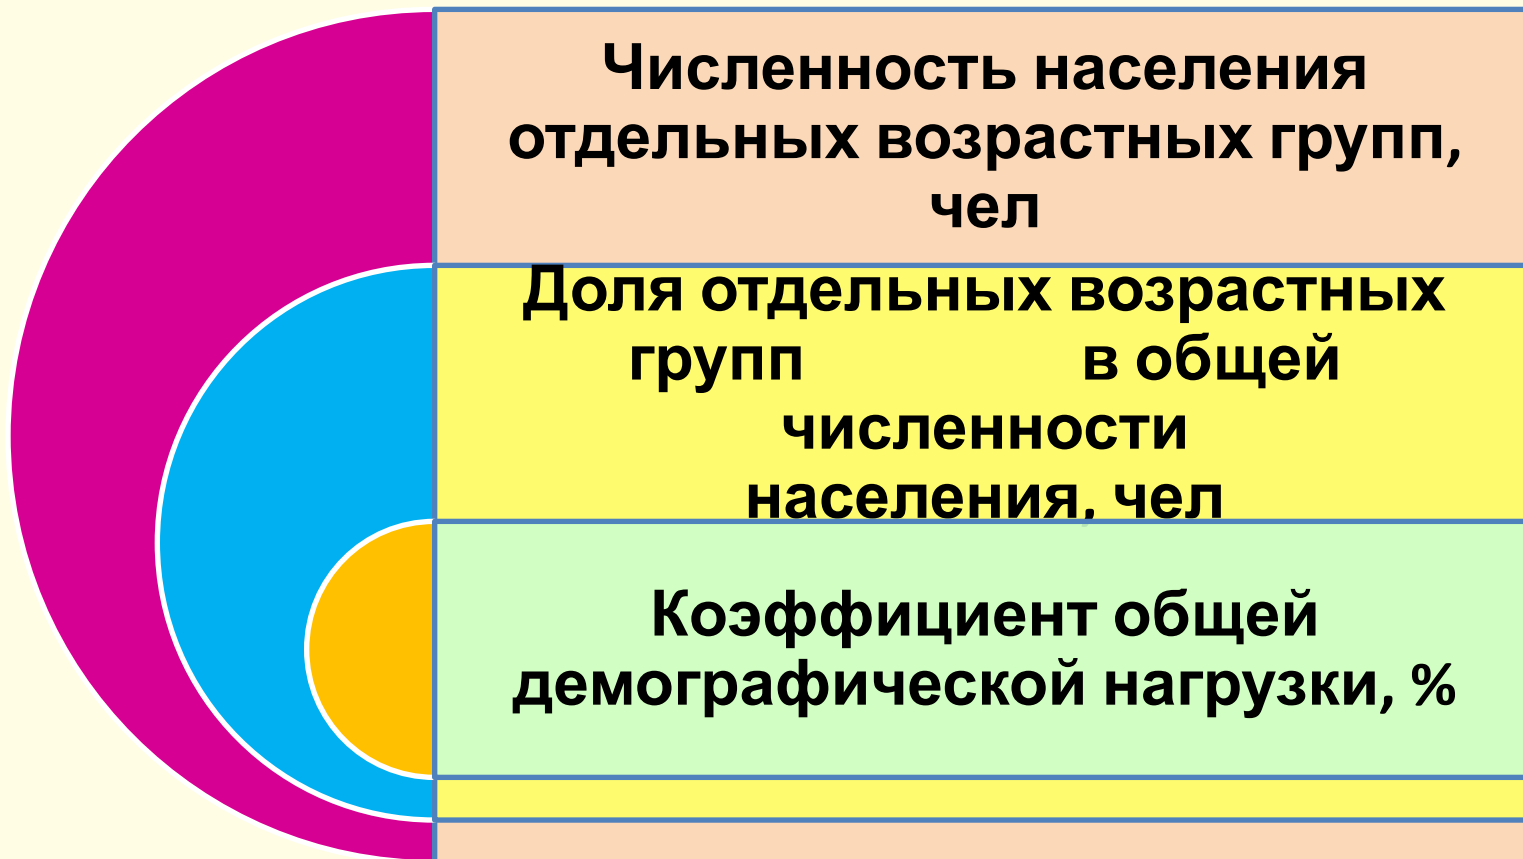 Численность населения
отдельных возрастных групп,
чел
Доля отдельных возрастных
групп в общей
численности
населения, чел
Коэффициент общей
демографической нагрузки, %